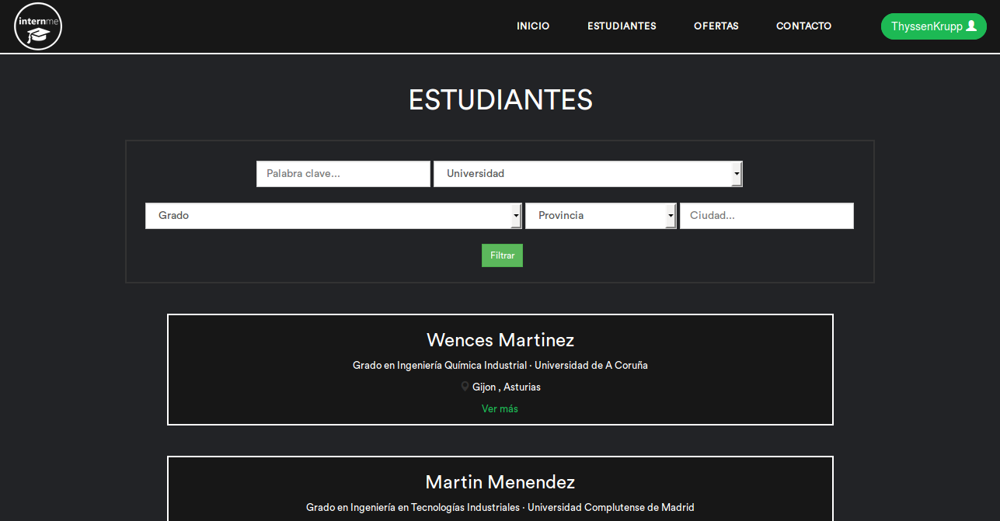 internme
INICIO ESTUDIANTES OFERTAS CONTACTO ThyssenKrupp
ESTUDIANTES
Palabra clave... Universidad
Grado Provincia Ciudad...
Filtrar
Wences Martinez
Grado en Ingeniería Química Industrial · Universidad de A Coruña
Gijon , Asturias
Ver más
Martin Menendez
Grado en Ingeniería en Tecnologías Industriales · Universidad Complutense de Madrid